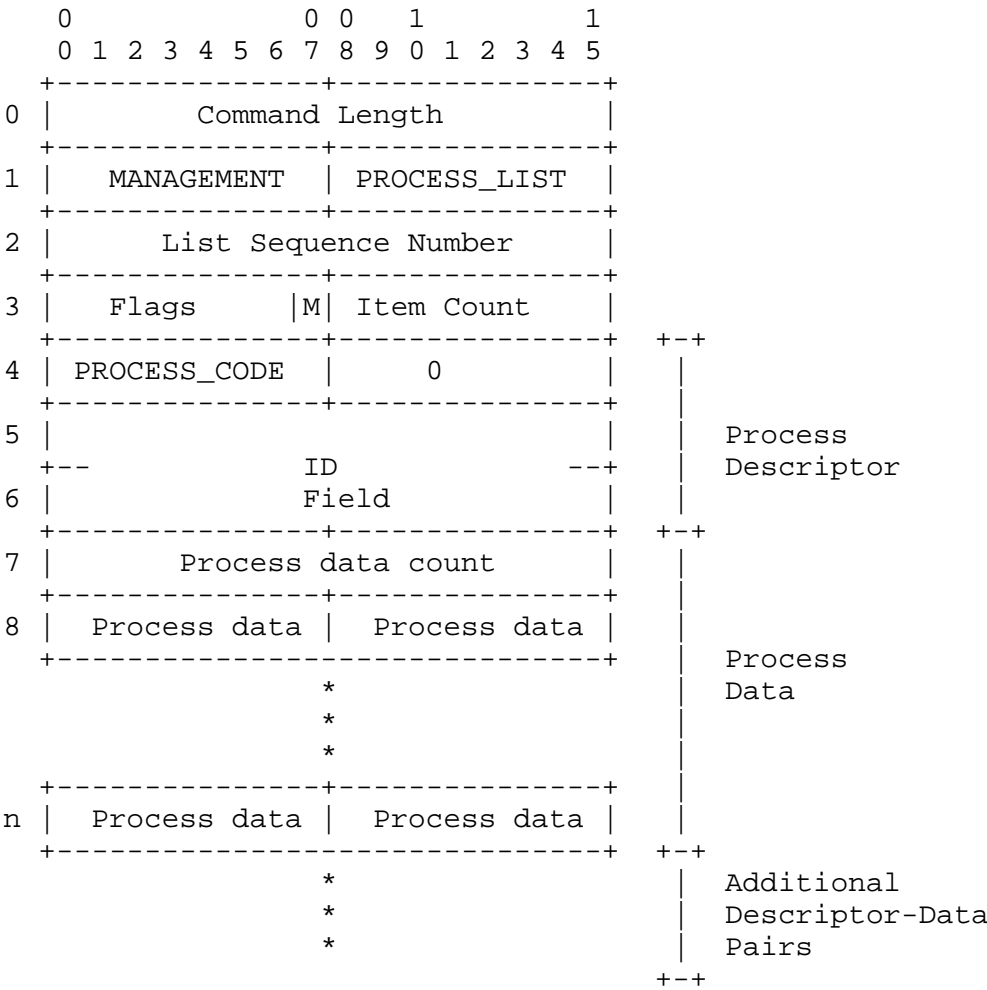 0             0 0   1         1
0 1 2 3 4 5 6 7 8 9 0 1 2 3 4 5
+---------------+---------------+
0 |        Command Length         |
+---------------+---------------+
1 |   MANAGEMENT  | PROCESS_LIST  |
+---------------+---------------+
2 |      List Sequence Number     |
+---------------+---------------+
3 |   Flags     |M| Item Count    |
+---------------+---------------+  +-+
4 | PROCESS_CODE  |     0         |   |
+---------------+---------------+   |
5 |                               |   |  Process
+--            ID             --+   |  Descriptor
6 |              Field            |   |
+---------------+---------------+  +-+
7 |       Process data count      |   |
+---------------+---------------+   |
8 |  Process data |  Process data |   |
+-------------------------------+   |  Process
*                   |  Data
*                   |
*                   |
+---------------+---------------+   |
n |  Process data |  Process data |   |
+-------------------------------+  +-+
*                   |  Additional
*                   |  Descriptor-Data
*                   |  Pairs
+-+